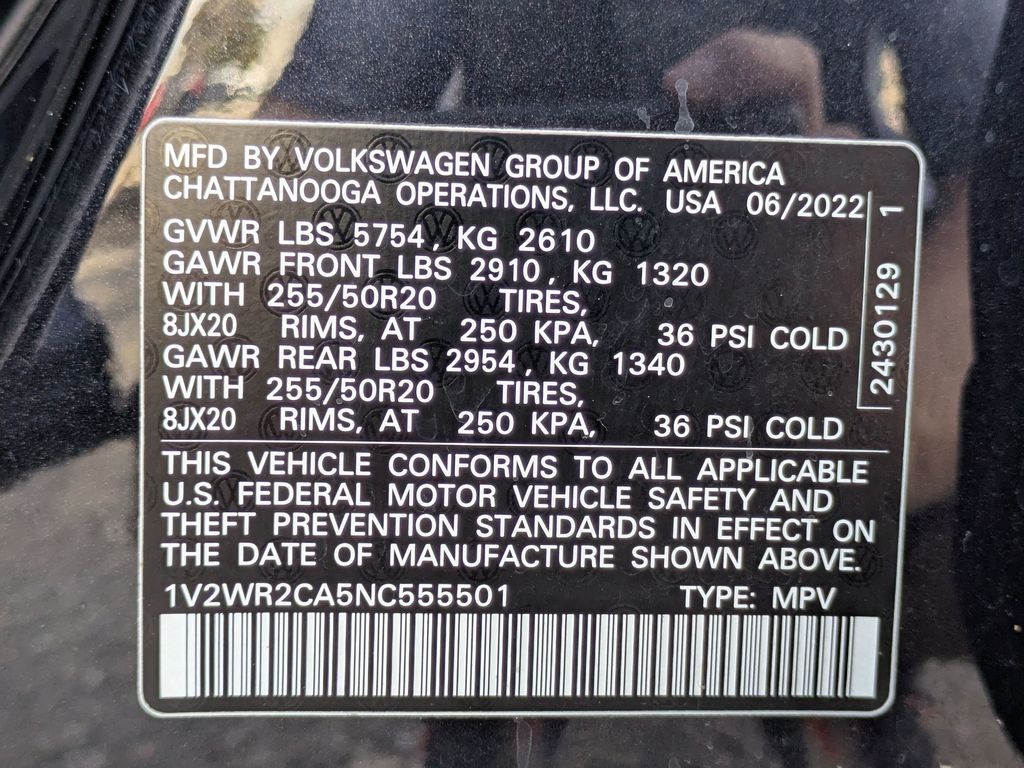 MFD BY VOLKSWAGEN GROUP OF AMERICA
CHATTANOOGA OPERATIONS, LLC. USA 06/2022
GVWR LBS 5754, KG 2610
GAWR FRONT LBS 2910, KG 1320
WITH 255/50R20 TIRES,
8JX20 RIMS, AT 250 KPA, 36 PSI COLD
GAWR REAR LBS 2954, KG 1340
WITH 255/50R20 TIRES,
8JX20 RIMS, AT 250 KPA, 36 PSI COLD
2430129 1
THIS VEHICLE CONFORMS TO ALL APPLICABLE
U.S. FEDERAL MOTOR VEHICLE SAFETY AND
THEFT PREVENTION STANDARDS IN EFFECT ON
THE DATE OF MANUFACTURE SHOWN ABOVE.
1V2WR2CA5NC555501 TYPE: MPV